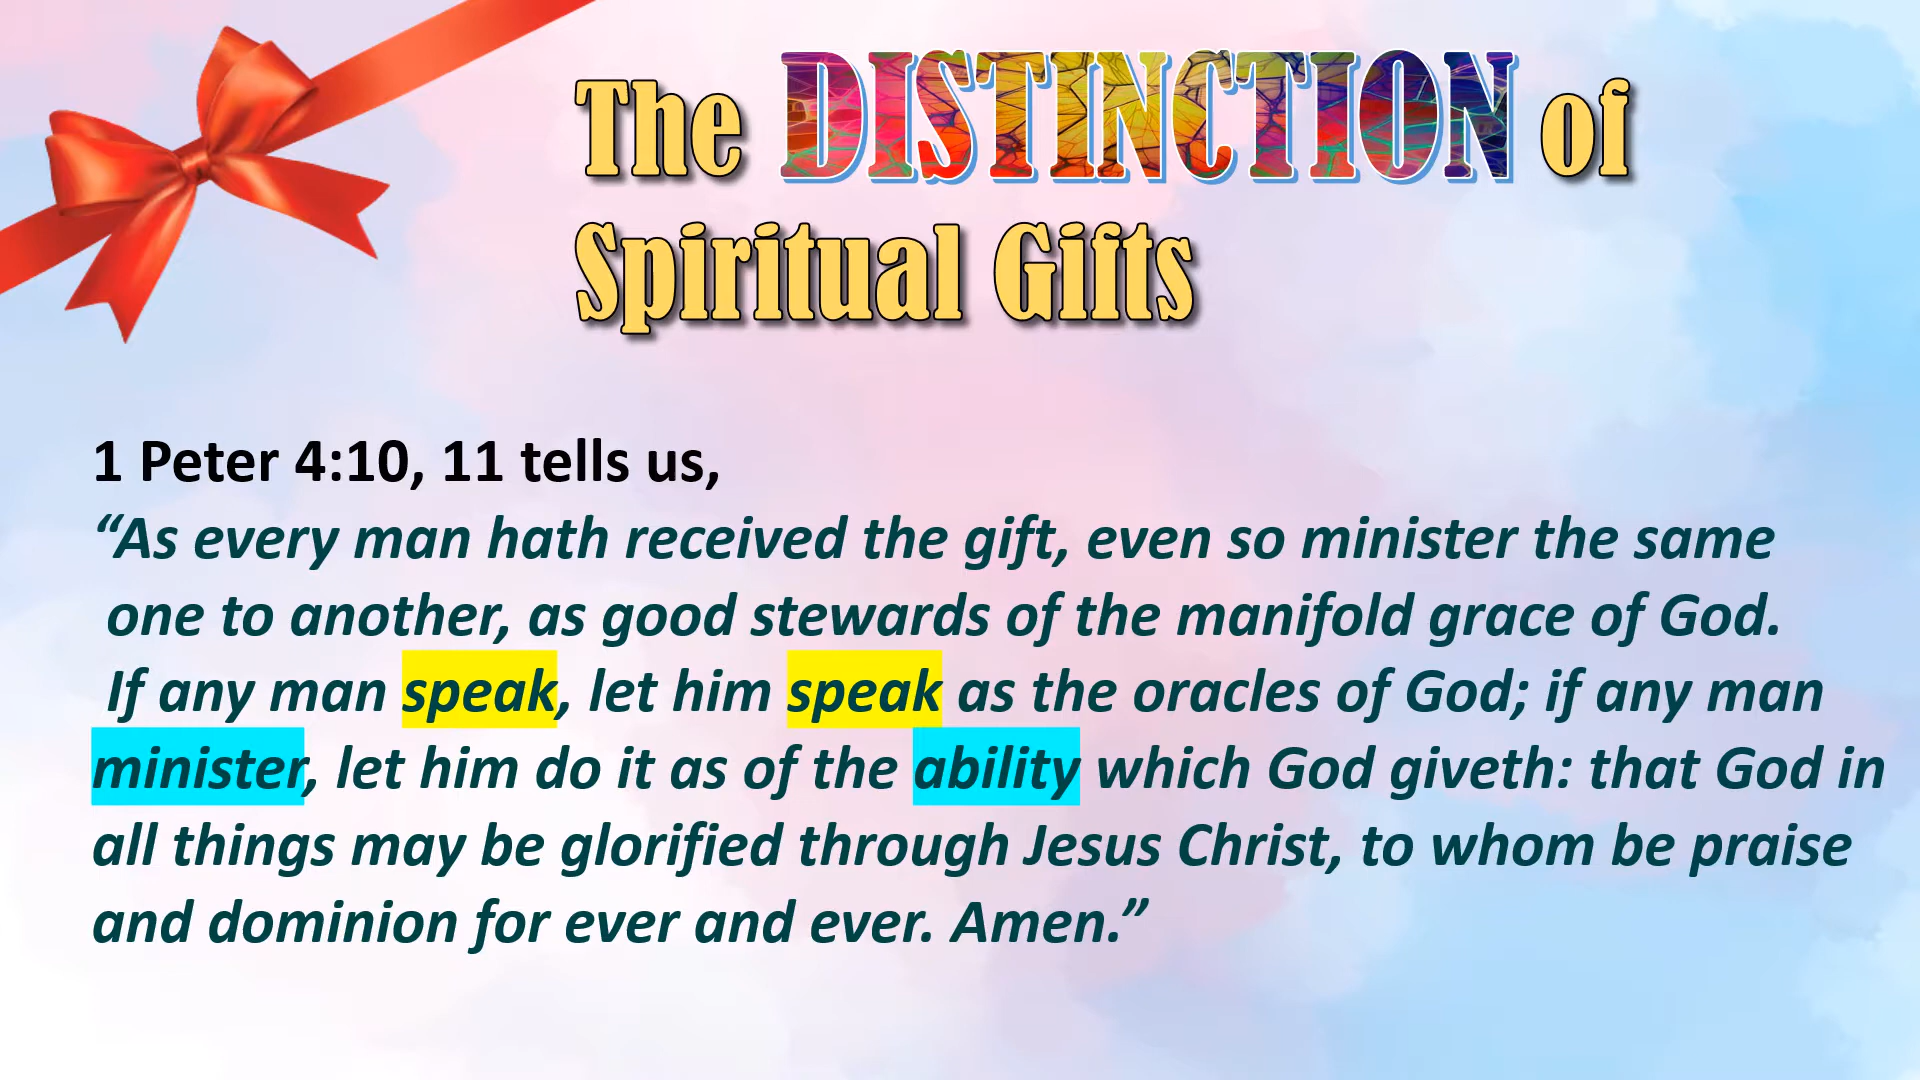 The DISTINCTION of
Spiritual Gifts
1 Peter 4:10, 11 tells us,
“As every man hath received the gift, even so minister the same
one to another, as good stewards of the manifold grace of God.
If any man speak, let him speak as the oracles of God; if any man
minister, let him do it as of the ability which God giveth: that God in
all things may be glorified through Jesus Christ, to whom be praise
and dominion for ever and ever. Amen.”